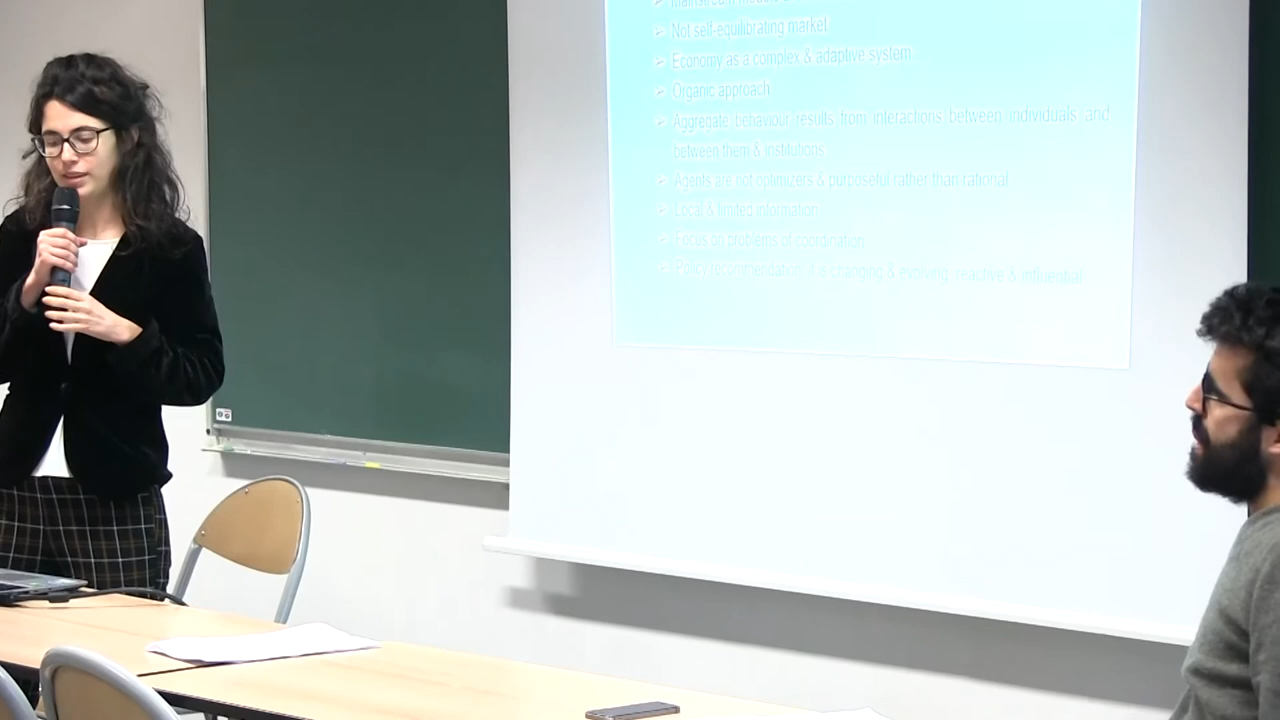 Not self-equilibrating market
Economy as a complex & adaptive system
Organic approach
Aggregate behaviour results from interactions between individuals and
between them & institutions
Agents are not optimizers & purposeful rather than rational
Local & limited information
Focus on problems of coordination
Policy recommendation: it is changing & evolving, reactive & influential